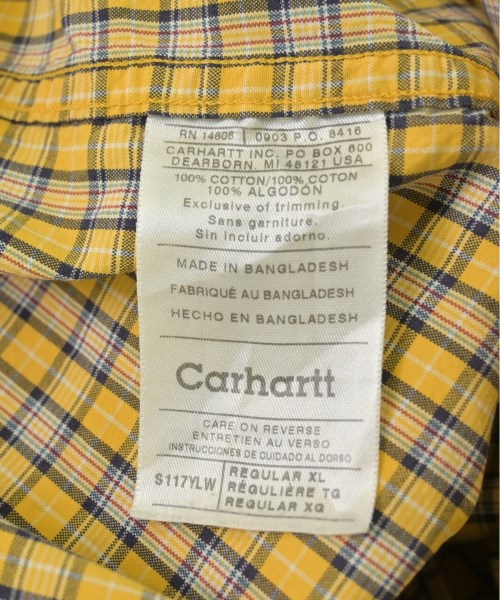 RN 14806 0903 P.O. 8416
CARHARTT INC. PO BOX 600
DEARBORN, MI 48121 USA
100% COTTON/100% COTON
100% ALGODON
Exclusive of trimming.
Sans garniture.
Sin incluir adorno.
MADE IN BANGLADESH
FABRIQUÉ AU BANGLADESH
HECHO EN BANGLADESH
Carhartt
CARE ON REVERSE
ENTRETIEN AU VERSO
INSTRUCCIONES DE CUIDADO AL DORSO
S117YLW
REGULAR XL
RÉGULIÈRE TG
REGULAR XG